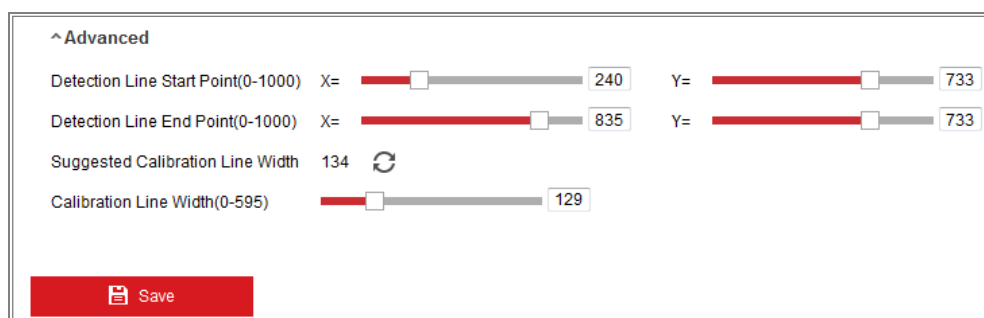 ^ Advanced
Detection Line Start Point(0-1000) X= 240 Y= 733
Detection Line End Point(0-1000) X= 835 Y= 733
Suggested Calibration Line Width 134
Calibration Line Width(0-595) 129
Save